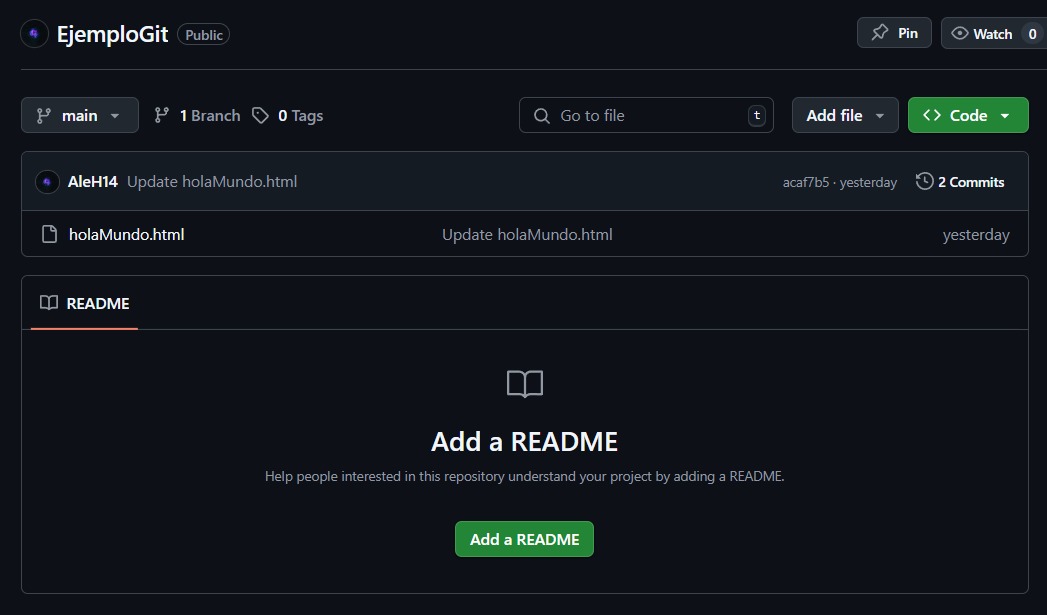 EjemploGit Public Pin Watch 0
main 1 Branch 0 Tags Go to file t Add file <> Code
AleH14 Update holaMundo.html acaf7b5 · yesterday 2 Commits
holaMundo.html Update holaMundo.html yesterday
README
Add a README
Help people interested in this repository understand your project by adding a README.
Add a README